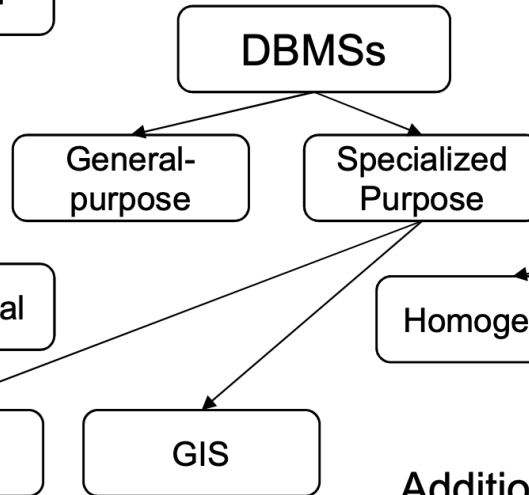 DBMSs
General-
purpose
Specialized
Purpose
al
Homoge
GIS
Additio